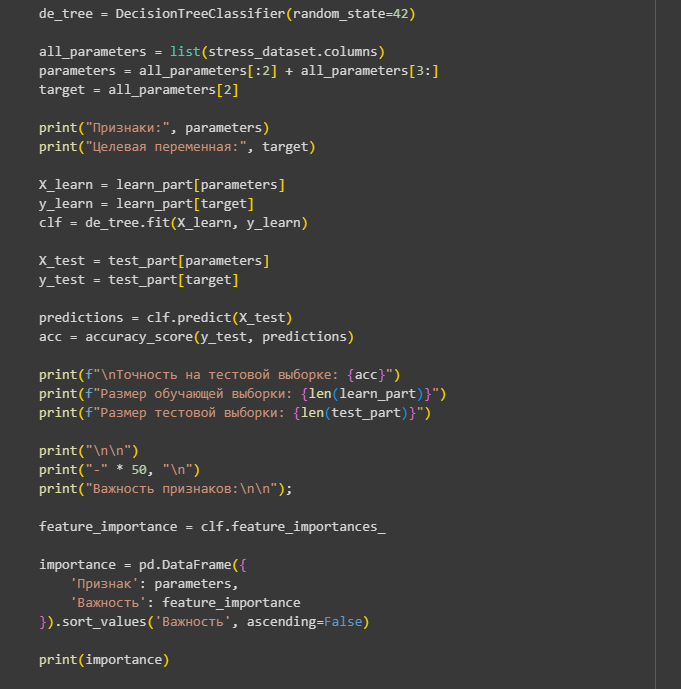 de_tree = DecisionTreeClassifier(random_state=42)
all_parameters = list(stress_dataset.columns)
parameters = all_parameters[:2] + all_parameters[3:]
target = all_parameters[2]
print("Признаки:", parameters)
print("Целевая переменная:", target)
X_learn = learn_part[parameters]
y_learn = learn_part[target]
clf = de_tree.fit(X_learn, y_learn)
X_test = test_part[parameters]
y_test = test_part[target]
predictions = clf.predict(X_test)
acc = accuracy_score(y_test, predictions)
print(f"\nТочность на тестовой выборке: {acc}")
print(f"Размер обучающей выборки: {len(learn_part)}")
print(f"Размер тестовой выборки: {len(test_part)}")
print("\n\n")
print("-" * 50, "\n")
print("Важность признаков:\n\n");
feature_importance = clf.feature_importances_
importance = pd.DataFrame({
    'Признак': parameters,
    'Важность': feature_importance
}).sort_values('Важность', ascending=False)
print(importance)